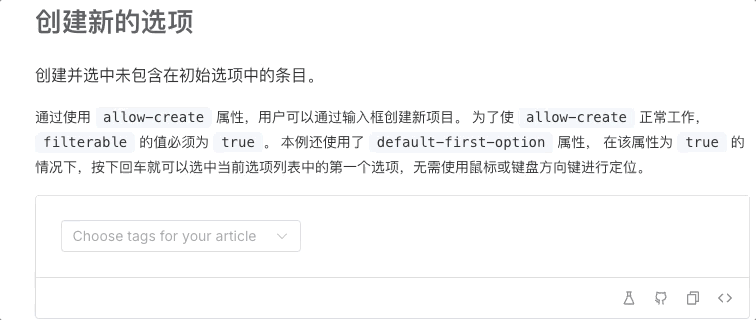 创建新的选项
创建并选中未包含在初始选项中的条目。
通过使用 allow-create 属性，用户可以通过输入框创建新项目。 为了使 allow-create 正常工作，
filterable 的值必须为 true 。 本例还使用了 default-first-option 属性， 在该属性为 true 的
情况下，按下回车就可以选中当前选项列表中的第一个选项，无需使用鼠标或键盘方向键进行定位。
Choose tags for your article